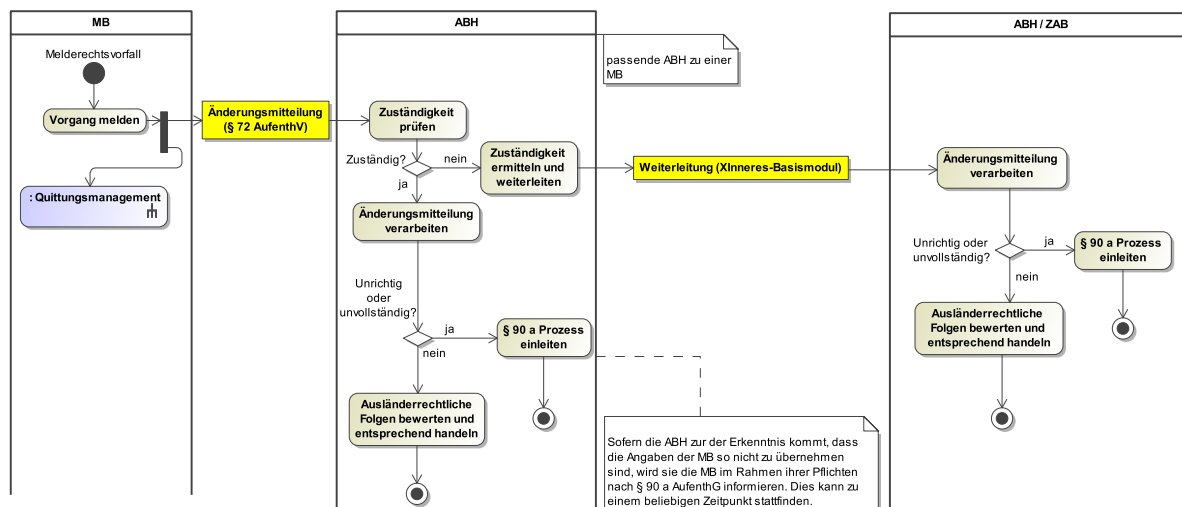 MB
Melderechtsvorfall
Vorgang melden
: Quittungsmanagement
Änderungsmitteilung
(§ 72 AufenthV)
ABH
passende ABH zu einer
MB
Zuständigkeit
prüfen
Zuständig?
nein
ja
Zuständigkeit
ermitteln und
weiterleiten
Änderungsmitteilung
verarbeiten
Unrichtig
oder
unvollständig?
ja
nein
§ 90 a Prozess
einleiten
Ausländerrechtliche
Folgen bewerten und
entsprechend handeln
Sofern die ABH zur der Erkenntnis kommt, dass
die Angaben der MB so nicht zu übernehmen
sind, wird sie die MB im Rahmen ihrer Pflichten
nach § 90 a AufenthG informieren. Dies kann zu
einem beliebigen Zeitpunkt stattfinden.
Weiterleitung (XInneres-Basismodul)
ABH / ZAB
Änderungsmitteilung
verarbeiten
Unrichtig oder
unvollständig?
ja
nein
§ 90 a Prozess
einleiten
Ausländerrechtliche
Folgen bewerten und
entsprechend handeln